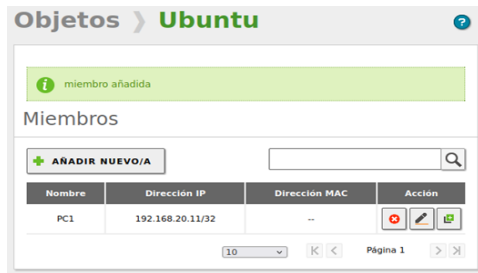 Objetos Ubuntu
miembro añadida
Miembros
AÑADIR NUEVO/A
Nombre Dirección IP Dirección MAC Acción
PC1 192.168.20.11/32 --
10 Página 1